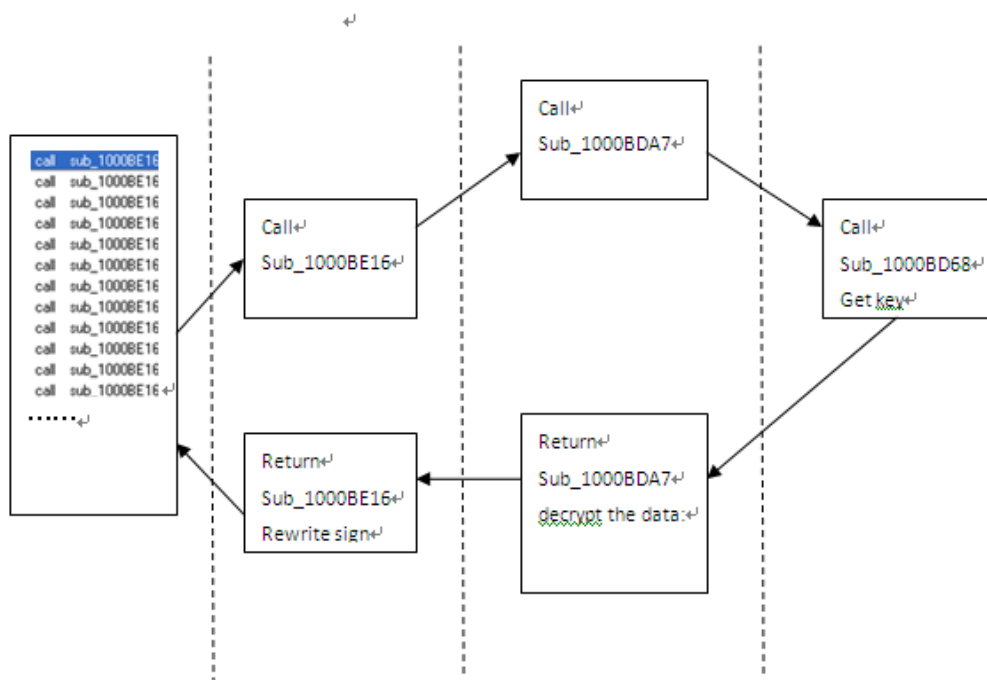 call sub_1000BE16
call sub_1000BE16
call sub_1000BE16
call sub_1000BE16
call sub_1000BE16
call sub_1000BE16
call sub_1000BE16
call sub_1000BE16
call sub_1000BE16
call sub_1000BE16
call sub_1000BE16
call sub_1000BE16
......
Call
Sub_1000BE16
Call
Sub_1000BDA7
Call
Sub_1000BD68
Get key
Return
Sub_1000BDA7
decrypt the data:
Return
Sub_1000BE16
Rewrite sign